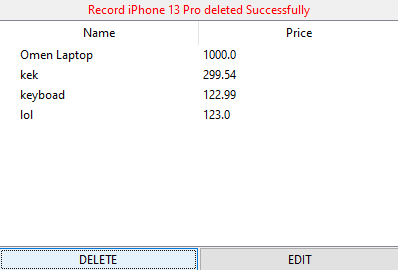 Record iPhone 13 Pro deleted Successfully
Name Price
Omen Laptop 1000.0
kek 299.54
keyboad 122.99
lol 123.0
DELETE EDIT